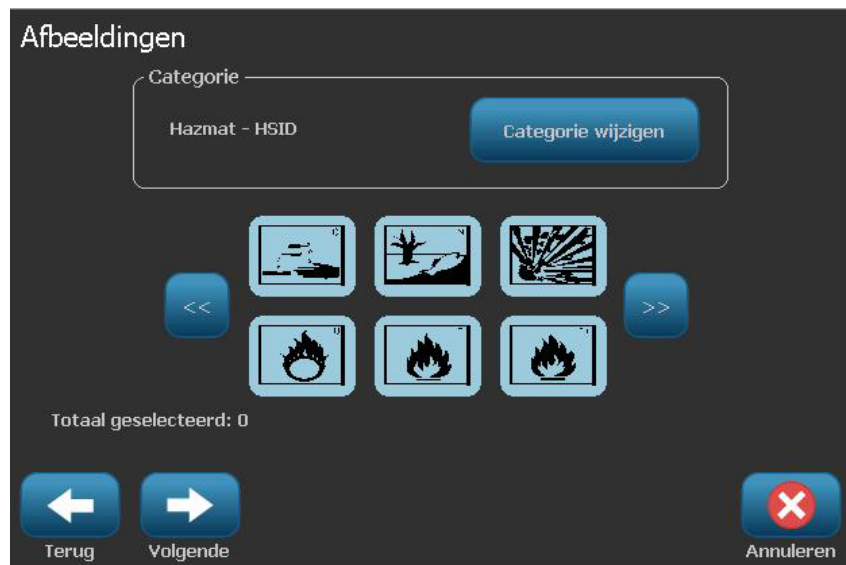 Afbeeldingen
Categorie
Hazmat - HSID
Categorie wijzigen
<<
>>
Totaal geselecteerd: 0
Terug
Volgende
Annuleren